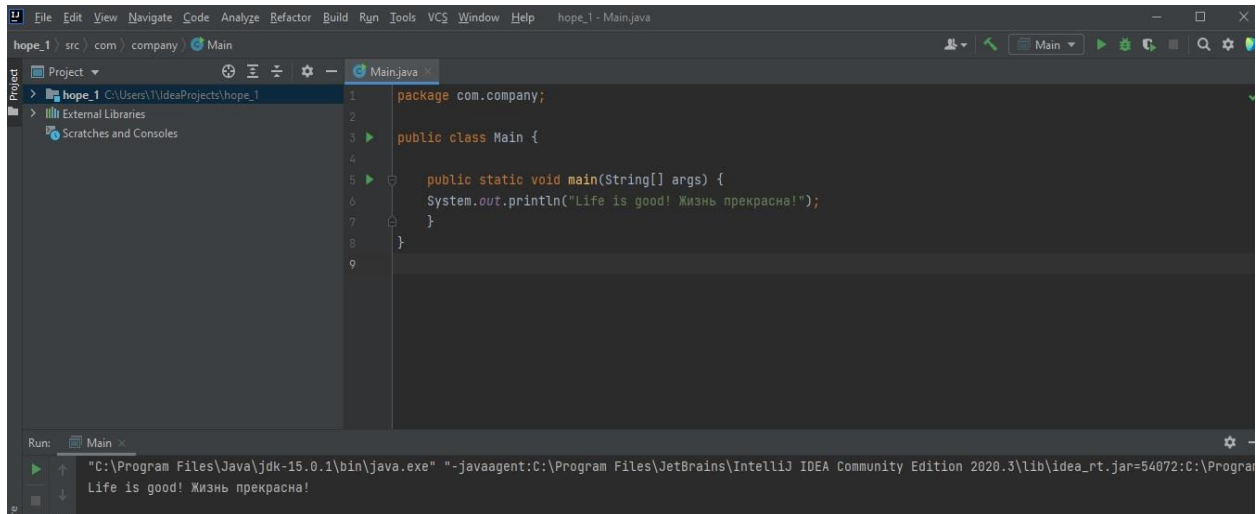 File Edit View Navigate Code Analyze Refactor Build Run Tools VCS Window Help hope_1 - Main.java
hope_1 src com company Main
Main
Project
Project
Main.java
hope_1 C:\Users\1\IdeaProjects\hope_1
External Libraries
Scratches and Consoles
1 package com.company;
2
3 public class Main {
4
5 public static void main(String[] args) {
6 System.out.println("Life is good! Жизнь прекрасна!");
7 }
8 }
9
Run: Main
"C:\Program Files\Java\jdk-15.0.1\bin\java.exe" "-javaagent:C:\Program Files\JetBrains\IntelliJ IDEA Community Edition 2020.3\lib\idea_rt.jar=54072:C:\Program
Life is good! Жизнь прекрасна!